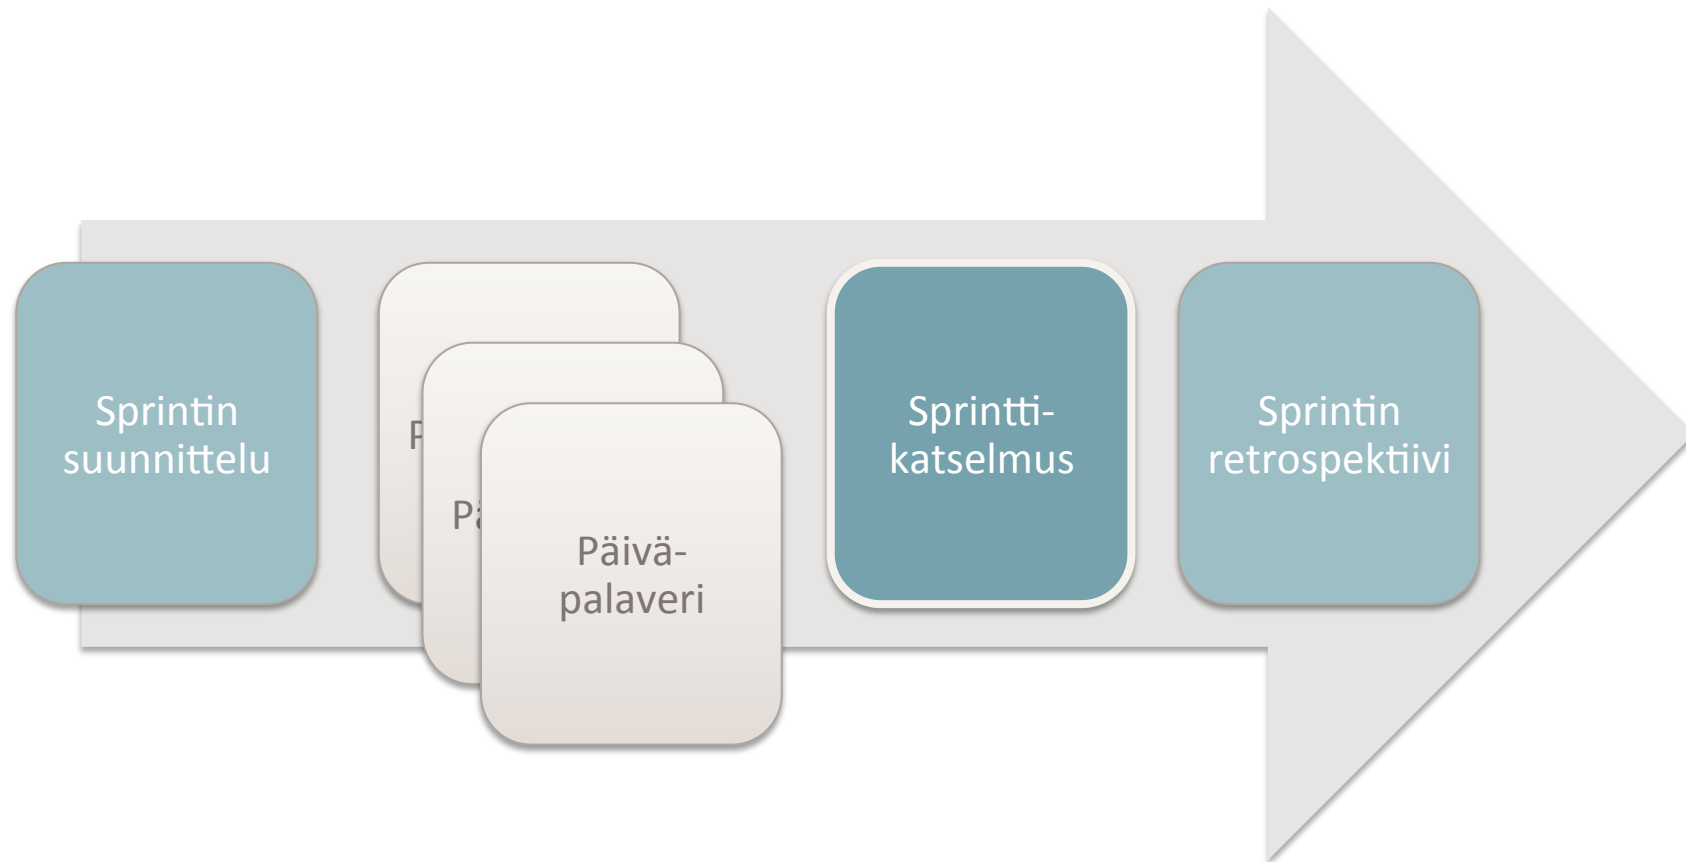 Sprintin
suunnittelu
Päivä-
palaveri
Sprintti-
katselmus
Sprintin
retrospektiivi